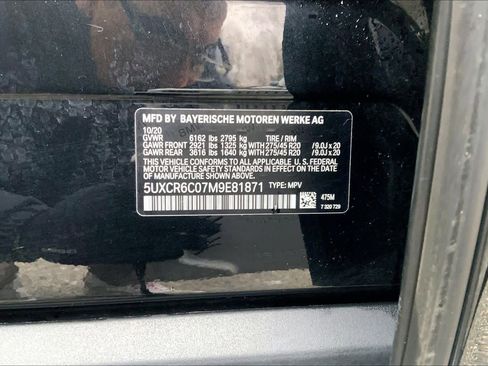 MFD BY BAYERISCHE MOTOREN WERKE AG
10/20
GVWR 6162 lbs 2795 kg TIRE / RIM
GAWR FRONT 2921 lbs 1325 kg WITH 275/45 R20 /9.0J x 20
GAWR REAR 3616 lbs 1640 kg WITH 275/45 R20 /9.0J x 20
THIS VEHICLE CONFORMS TO ALL APPLICABLE U.S. FEDERAL
MOTOR VEHICLE SAFETY STANDARDS IN EFFECT ON THE
DATE OF MANUFACTURE SHOWN ABOVE.
5UXCR6C07M9E81871 TYPE: MPV
475M
7 320 729